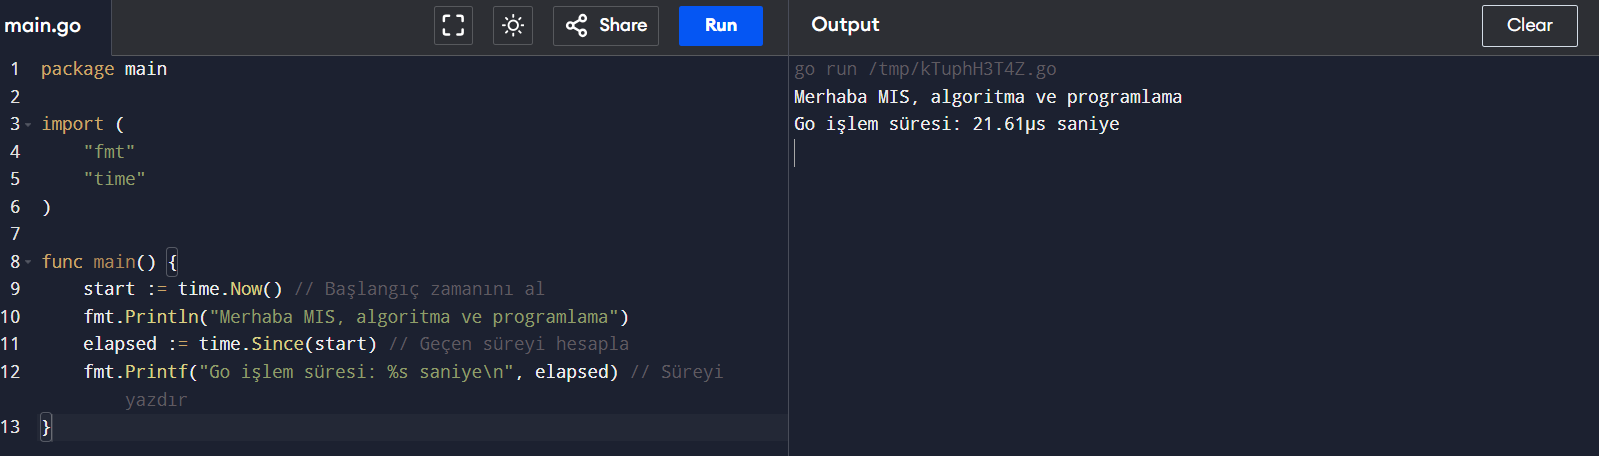 main.go
Share
Run
Output
Clear
1 package main
2
3 import (
4 "fmt"
5 "time"
6 )
7
8 func main() {
9 start := time.Now() // Başlangıç zamanını al
10 fmt.Println("Merhaba MIS, algoritma ve programlama")
11 elapsed := time.Since(start) // Geçen süreyi hesapla
12 fmt.Printf("Go işlem süresi: %s saniye\n", elapsed) // Süreyi
yazdır
13 }
go run /tmp/kTuphH3T4Z.go
Merhaba MIS, algoritma ve programlama
Go işlem süresi: 21.61µs saniye